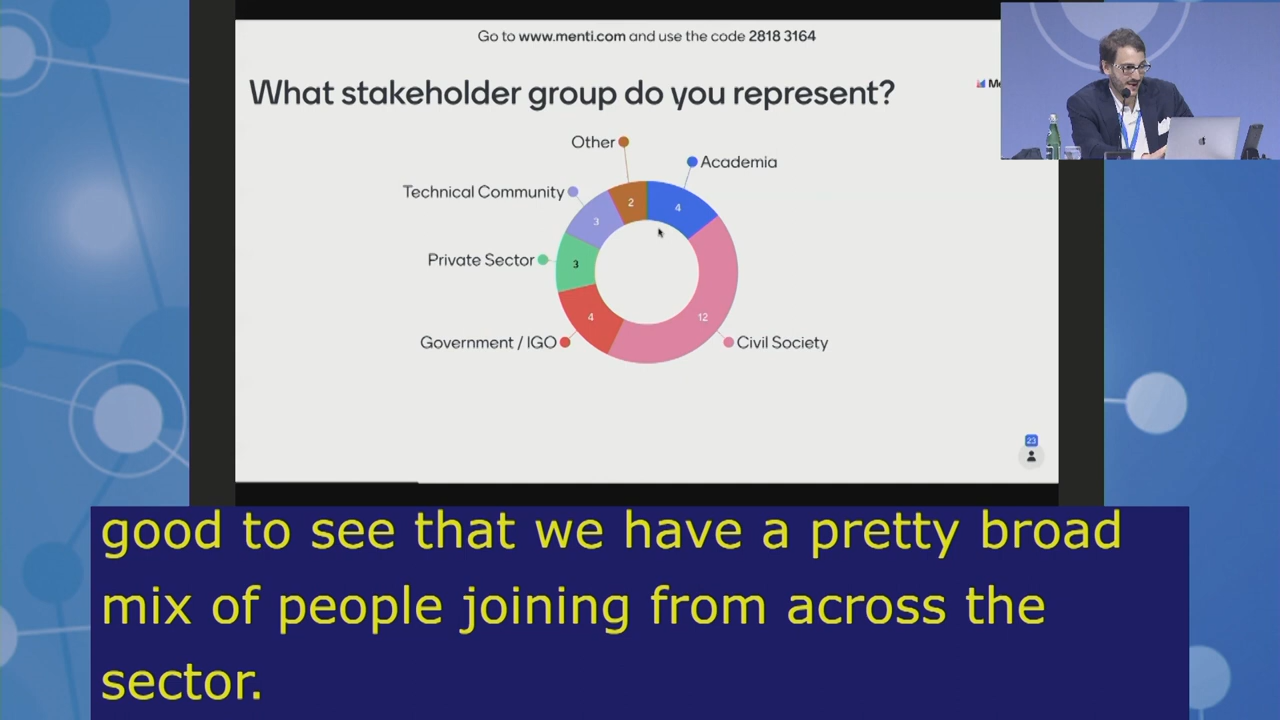 Go to www.menti.com and use the code 2818 3164
What stakeholder group do you represent?
Other
Academia
Technical Community
Private Sector
Government / IGO
Civil Society
2
4
3
3
4
12
23
good to see that we have a pretty broad
mix of people joining from across the
sector.